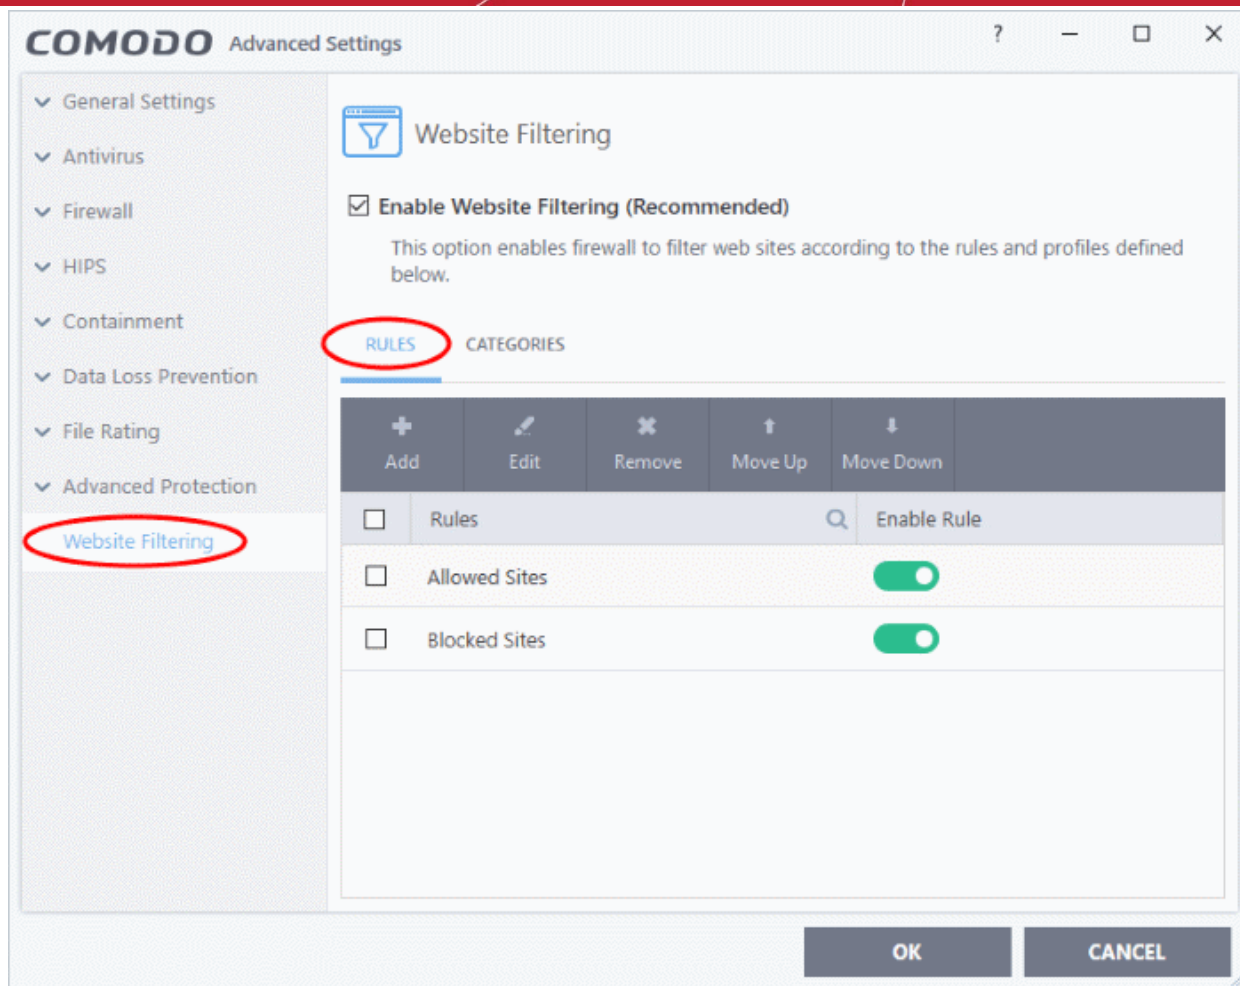 COMODO Advanced Settings ?
General Settings
Antivirus
Firewall
HIPS
Containment
Data Loss Prevention
File Rating
Advanced Protection
Website Filtering
Website Filtering
Enable Website Filtering (Recommended)
This option enables firewall to filter web sites according to the rules and profiles defined
below.
RULES CATEGORIES
Add Edit Remove Move Up Move Down
Rules Enable Rule
Allowed Sites
Blocked Sites
OK CANCEL